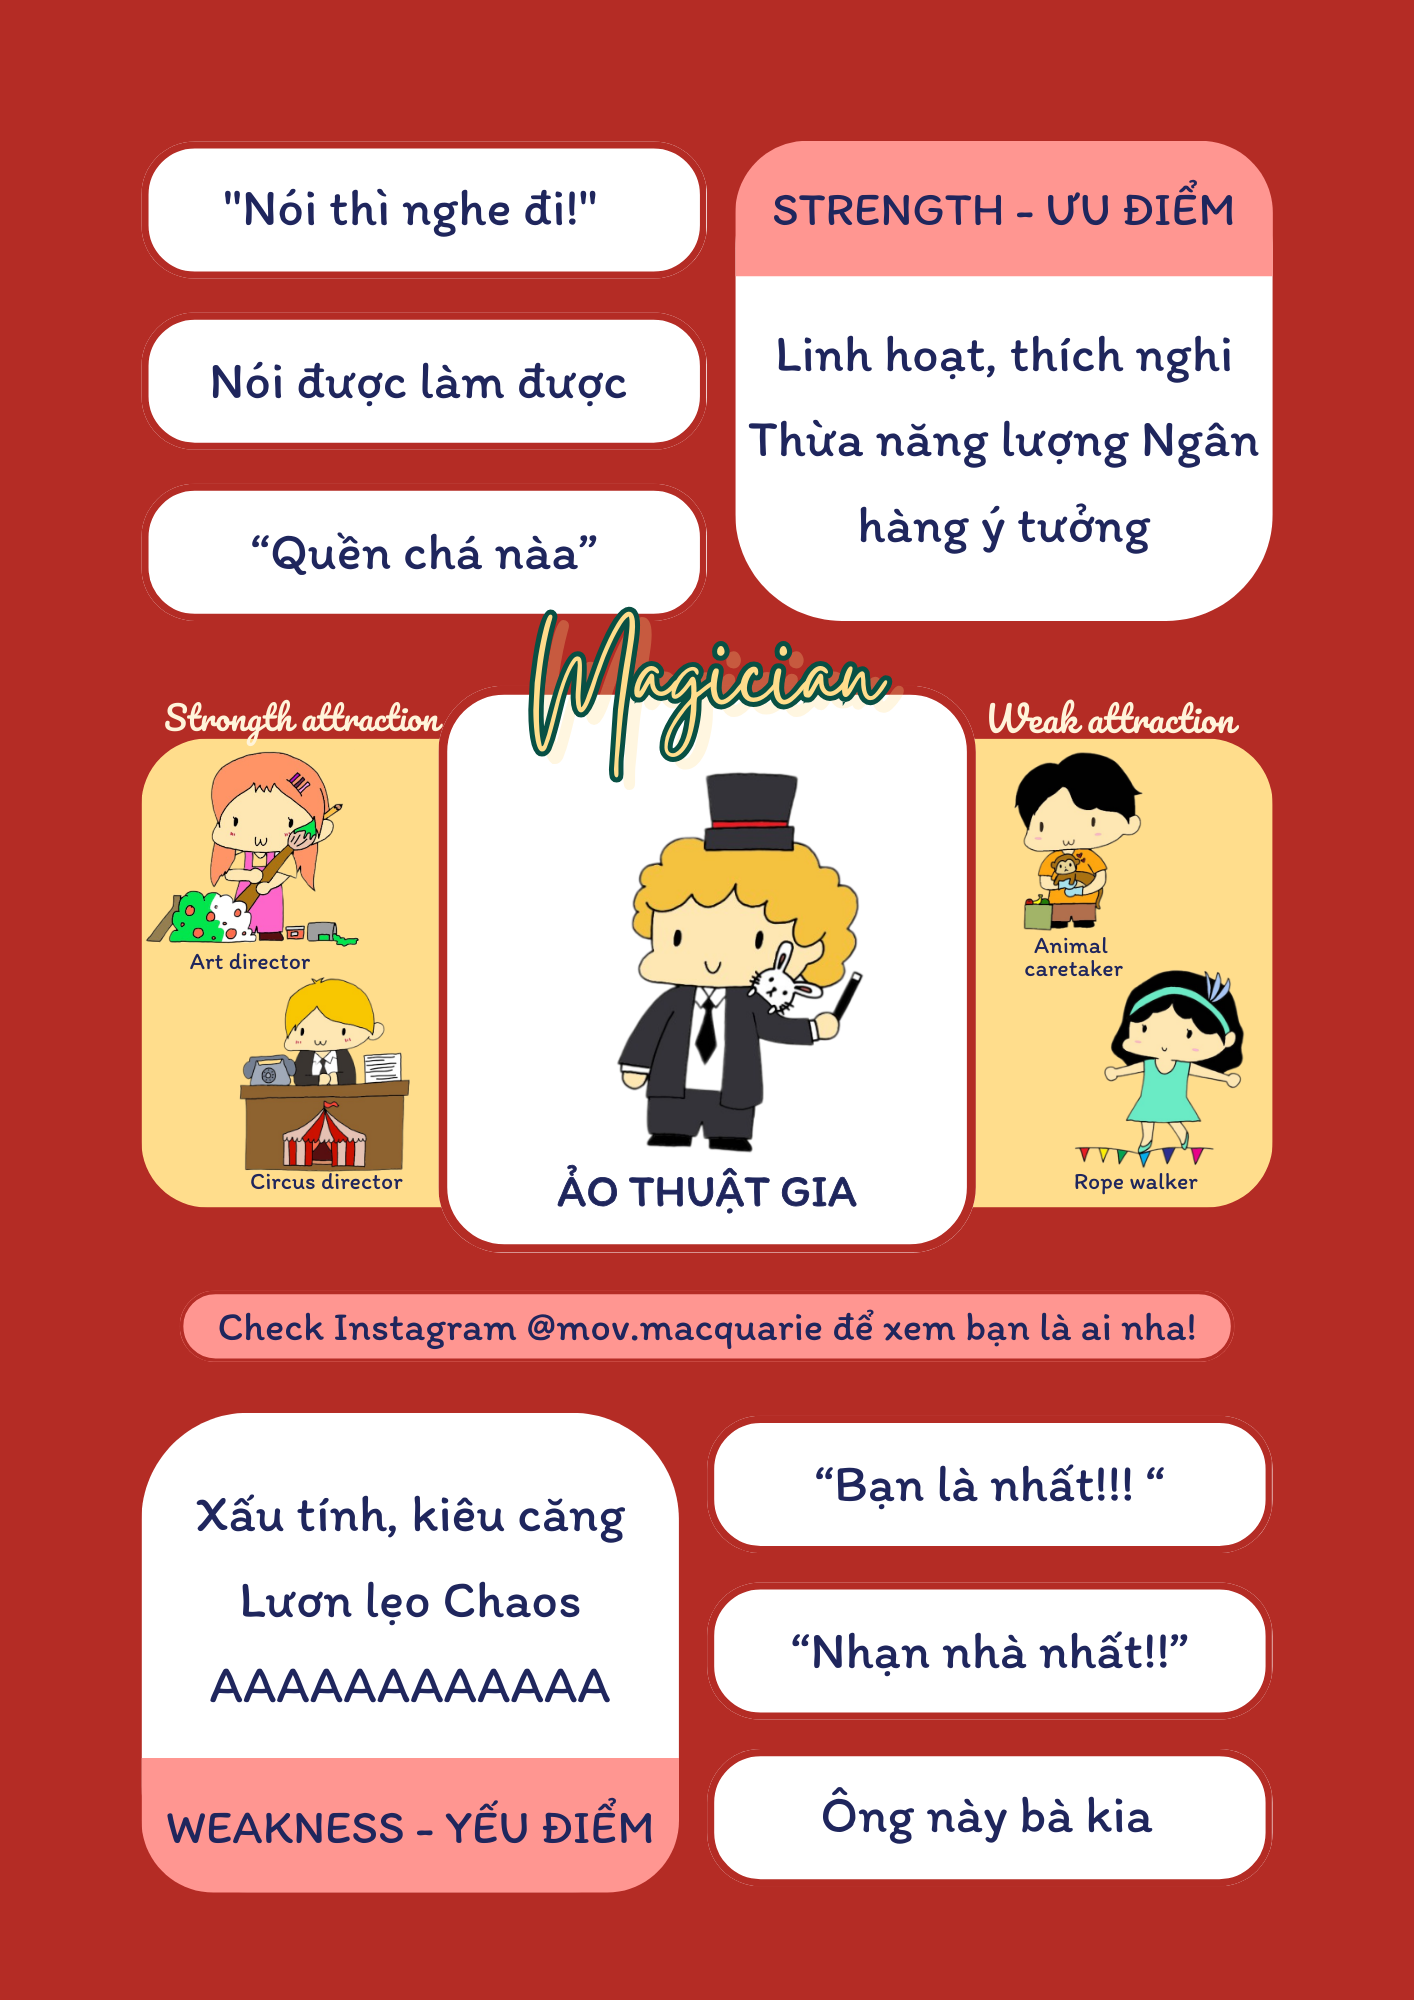 "Nói thì nghe đi!"
Nói được làm được
“Quền chá nàa”
STRENGTH - ƯU ĐIỂM
Linh hoạt, thích nghi
Thừa năng lượng Ngân
hàng ý tưởng
Magician
Strongth attraction
Art director
Circus director
ẢO THUẬT GIA
Weak attraction
Animal
caretaker
Rope walker
Check Instagram @mov.macquarie để xem bạn là ai nha!
Xấu tính, kiêu căng
Lươn lẹo Chaos
AAAAAAAAAAAA
WEAKNESS - YẾU ĐIỂM
“Bạn là nhất!!! “
“Nhạn nhà nhất!!”
Ông này bà kia